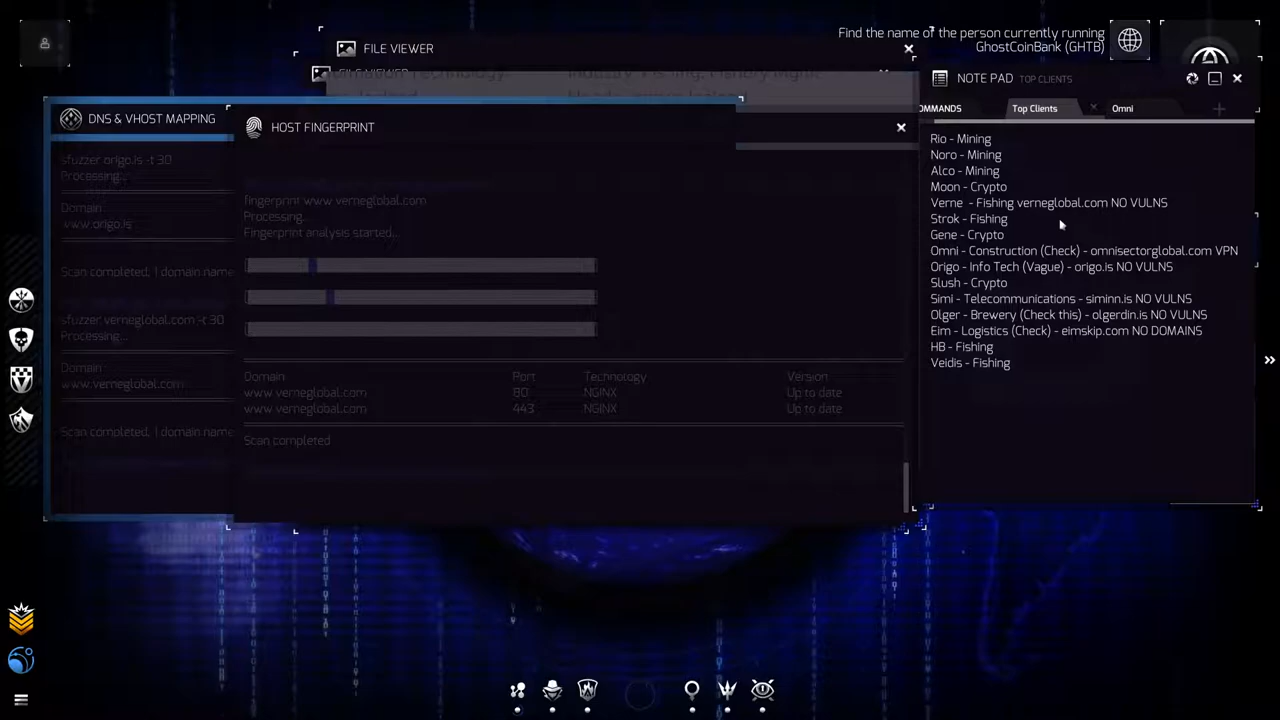 Find the name of the person currently running
GhostCoinBank (GHTB)
FILE VIEWER
FILE VIEWER
NOTE PAD TOP CLIENTS
OMMANDS
Top Clients
Omni
Rio - Mining
Noro - Mining
Alco - Mining
Moon - Crypto
Verne - Fishing verneglobal.com NO VULNS
Strok - Fishing
Gene - Crypto
Omni - Construction (Check) - omnisectorglobal.com VPN
Origo - Info Tech (Vague) - origo.is NO VULNS
Slush - Crypto
Simi - Telecommunications - siminn.is NO VULNS
Olger - Brewery (Check this) - olgerdin.is NO VULNS
Eim - Logistics (Check) - eimskip.com NO DOMAINS
HB - Fishing
Veidis - Fishing
DNS & VHOST MAPPING
sfuzzer origo.is -t 30
Processing...
Domain
www.origo.is
Scan completed, 1 domain name
sfuzzer verneglobal.com -t 30
Processing...
Domain
www.verneglobal.com
Scan completed, 1 domain name
HOST FINGERPRINT
fingerprint www.verneglobal.com
Processing...
Fingerprint analysis started...
Domain Port Technology Version
www.verneglobal.com 80 NGINX Up to date
www.verneglobal.com 443 NGINX Up to date
Scan completed